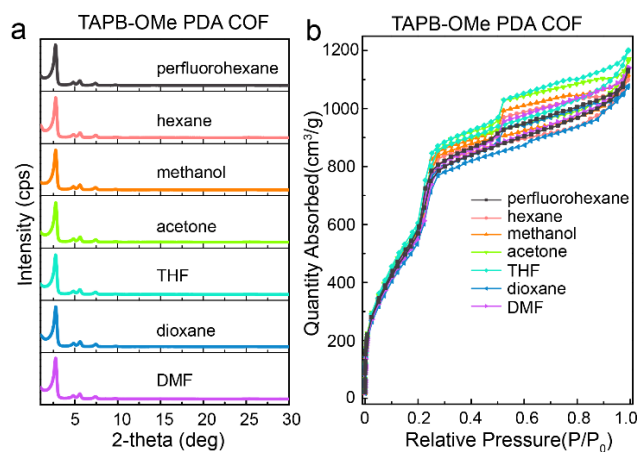 a
TAPB-OMe PDA COF
perfluorohexane
hexane
methanol
acetone
THF
dioxane
DMF
Intensity (cps)
5 10 15 20 25 30
2-theta (deg)
b
TAPB-OMe PDA COF
1200
1000
800
600
400
200
0
Quantity Absorbed(cm³/g)
perfluorohexane
hexane
methanol
acetone
THF
dioxane
DMF
0.0 0.2 0.4 0.6 0.8 1.0
Relative Pressure(P/P₀)